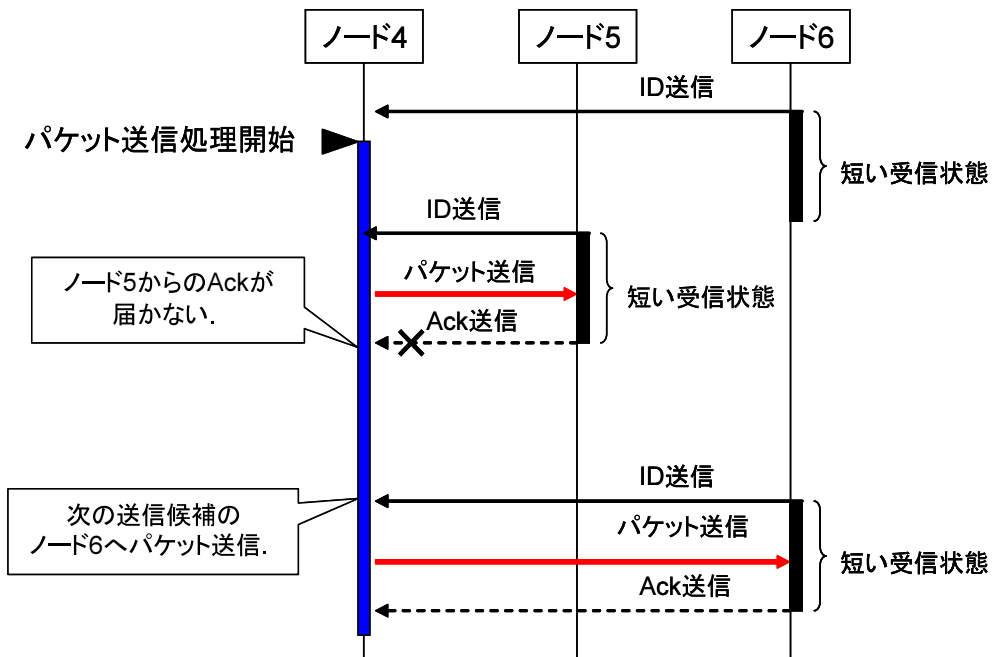 ノード4
ノード5
ノード6
ID送信
パケット送信処理開始
短い受信状態
ID送信
ノード5からのAckが
届かない.
パケット送信
短い受信状態
Ack送信
ID送信
次の送信候補の
ノード6へパケット送信.
パケット送信
短い受信状態
Ack送信